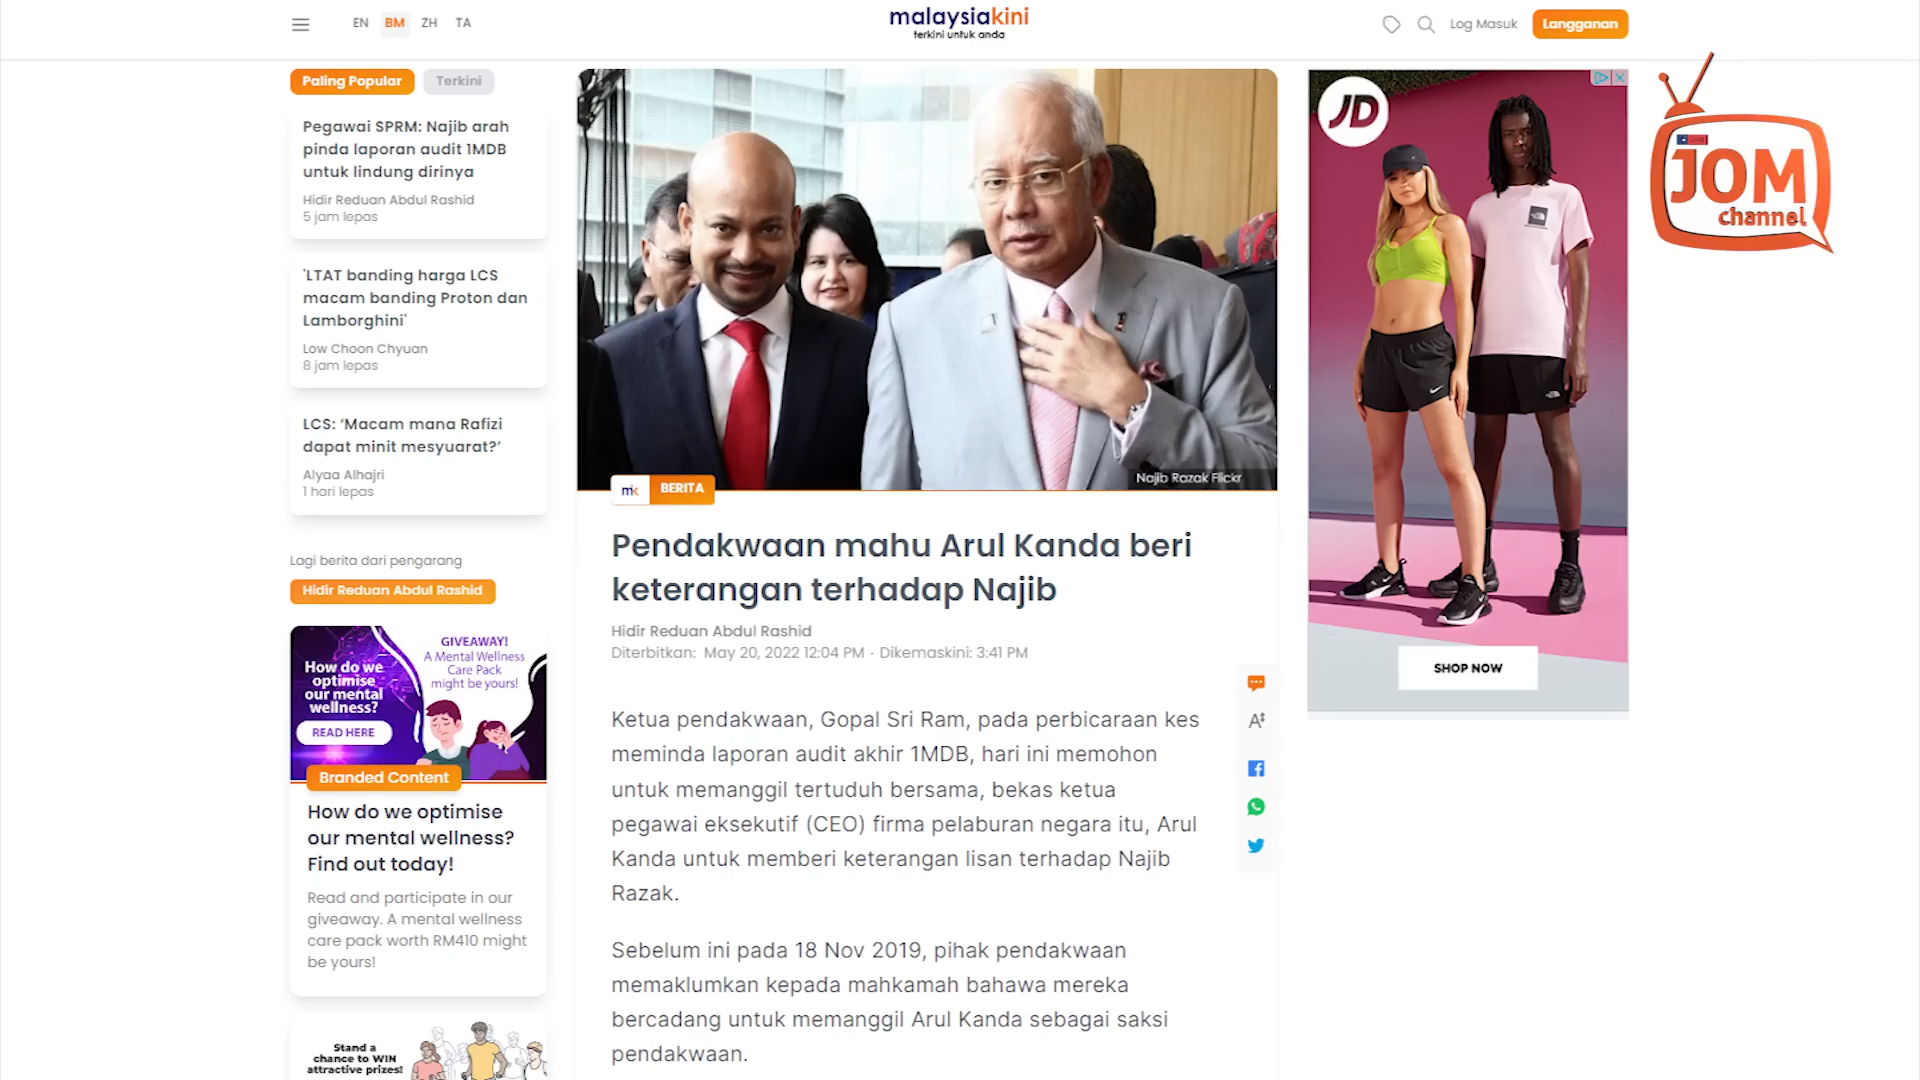 EN BM ZH TA
malaysiakini
terkini untuk anda
Log Masuk
Langganan
Paling Popular
Terkini
Pegawai SPRM: Najib arah
pinda laporan audit 1MDB
untuk lindung dirinya
Hidir Reduan Abdul Rashid
5 jam lepas
'LTAT banding harga LCS
macam banding Proton dan
Lamborghini'
Low Choon Chyuan
8 jam lepas
LCS: ‘Macam mana Rafizi
dapat minit mesyuarat?’
Alyaa Alhajri
1 hari lepas
Lagi berita dari pengarang
Hidir Reduan Abdul Rashid
How do we
optimise
our mental
wellness?
READ HERE
GIVEAWAY!
A Mental Wellness
Care Pack
might be yours!
Branded Content
How do we optimise
our mental wellness?
Find out today!
Read and participate in our
giveaway. A mental wellness
care pack worth RM410 might
be yours!
Stand a
chance to WIN
attractive prizes!
Najib Razak Flickr
mk BERITA
Pendakwaan mahu Arul Kanda beri
keterangan terhadap Najib
Hidir Reduan Abdul Rashid
Diterbitkan: May 20, 2022 12:04 PM · Dikemaskini: 3:41 PM
Ketua pendakwaan, Gopal Sri Ram, pada perbicaraan kes
meminda laporan audit akhir 1MDB, hari ini memohon
untuk memanggil tertuduh bersama, bekas ketua
pegawai eksekutif (CEO) firma pelaburan negara itu, Arul
Kanda untuk memberi keterangan lisan terhadap Najib
Razak.
Sebelum ini pada 18 Nov 2019, pihak pendakwaan
memaklumkan kepada mahkamah bahawa mereka
bercadang untuk memanggil Arul Kanda sebagai saksi
pendakwaan.
A
JD
SHOP NOW
JOM
channel